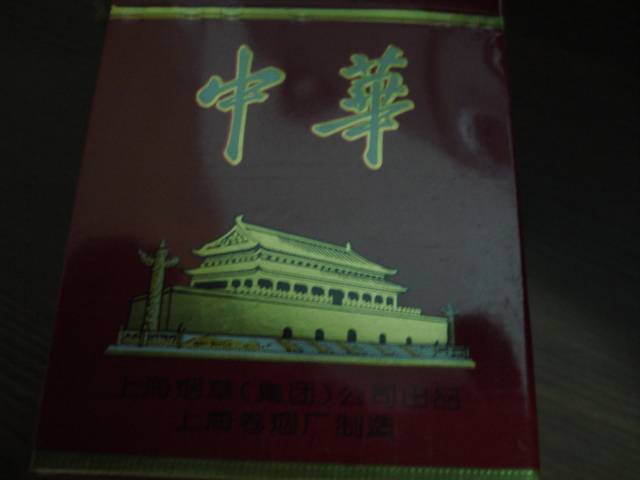 中華
上海烟草(集团)公司出品
上海卷烟厂制造